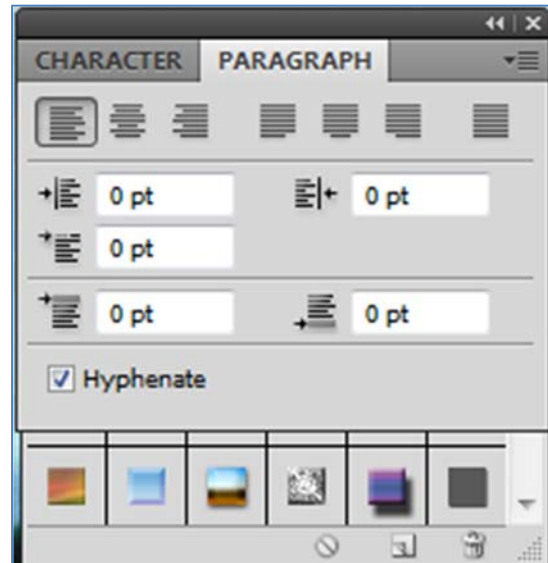 CHARACTER PARAGRAPH
0 pt 0 pt
0 pt
0 pt 0 pt
Hyphenate